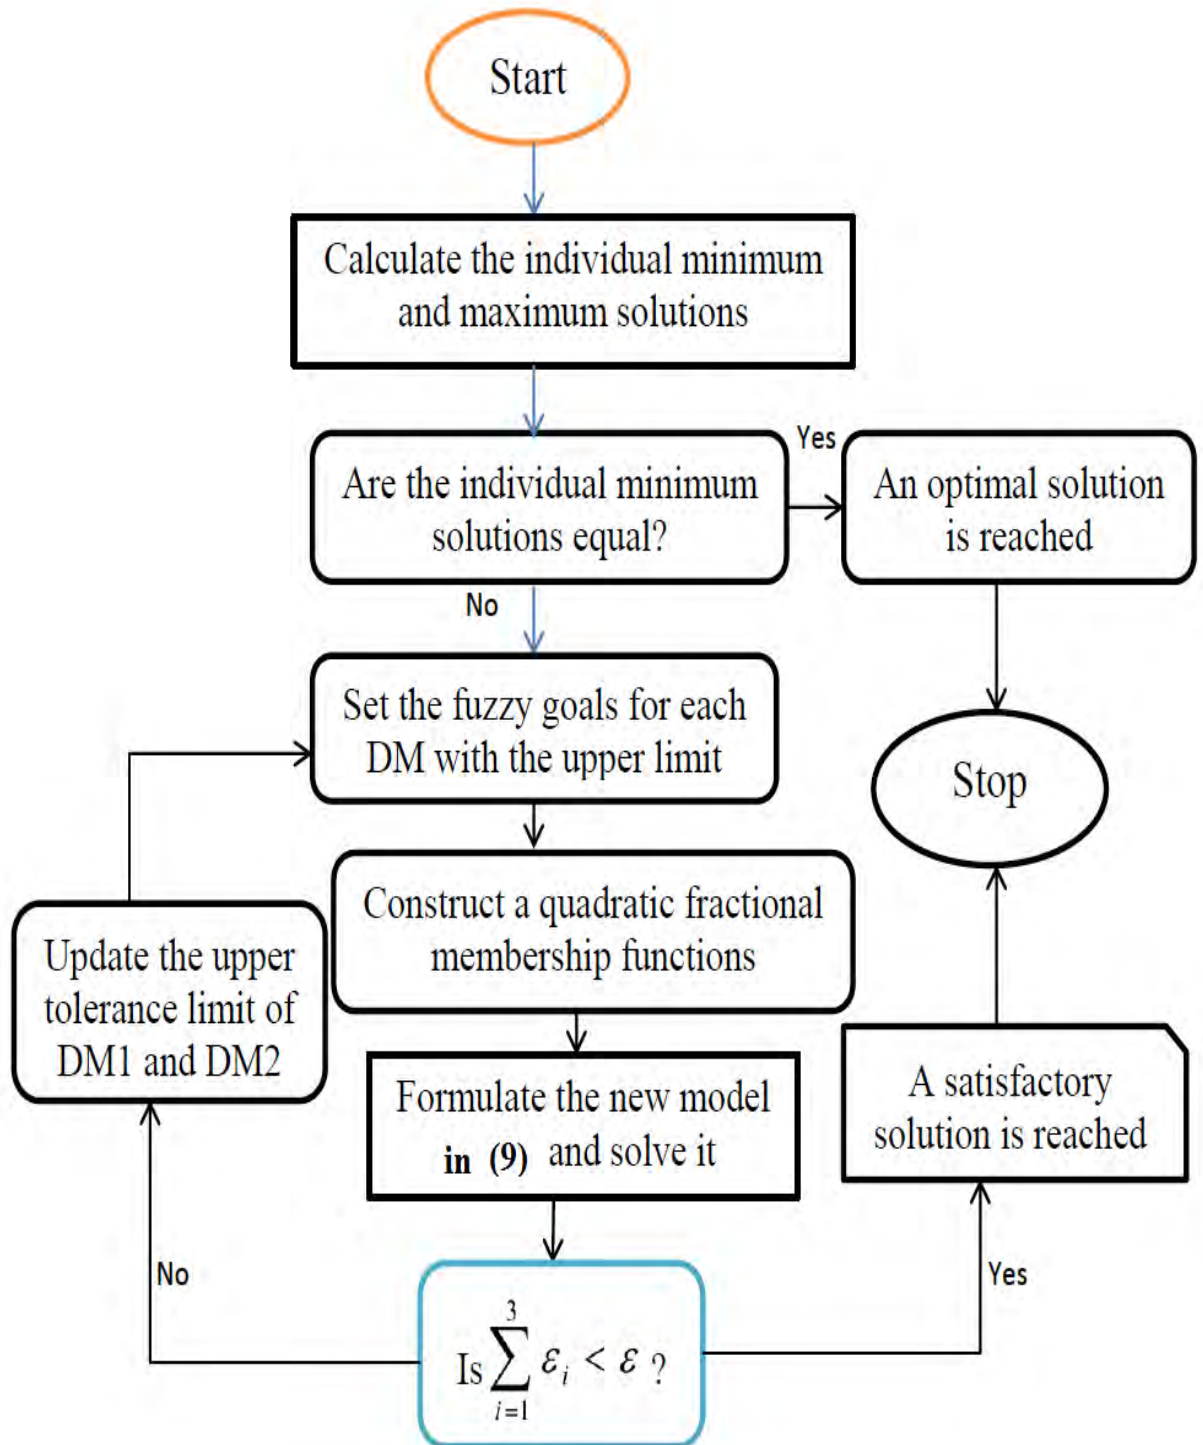 Start
Calculate the individual minimum
and maximum solutions
Are the individual minimum
solutions equal?
Yes
An optimal solution
is reached
No
Set the fuzzy goals for each
DM with the upper limit
Stop
Construct a quadratic fractional
membership functions
Update the upper
tolerance limit of
DM1 and DM2
Formulate the new model
in (9) and solve it
A satisfactory
solution is reached
No
Yes
Is \sum_{i=1}^{3} ε_i < ε ?